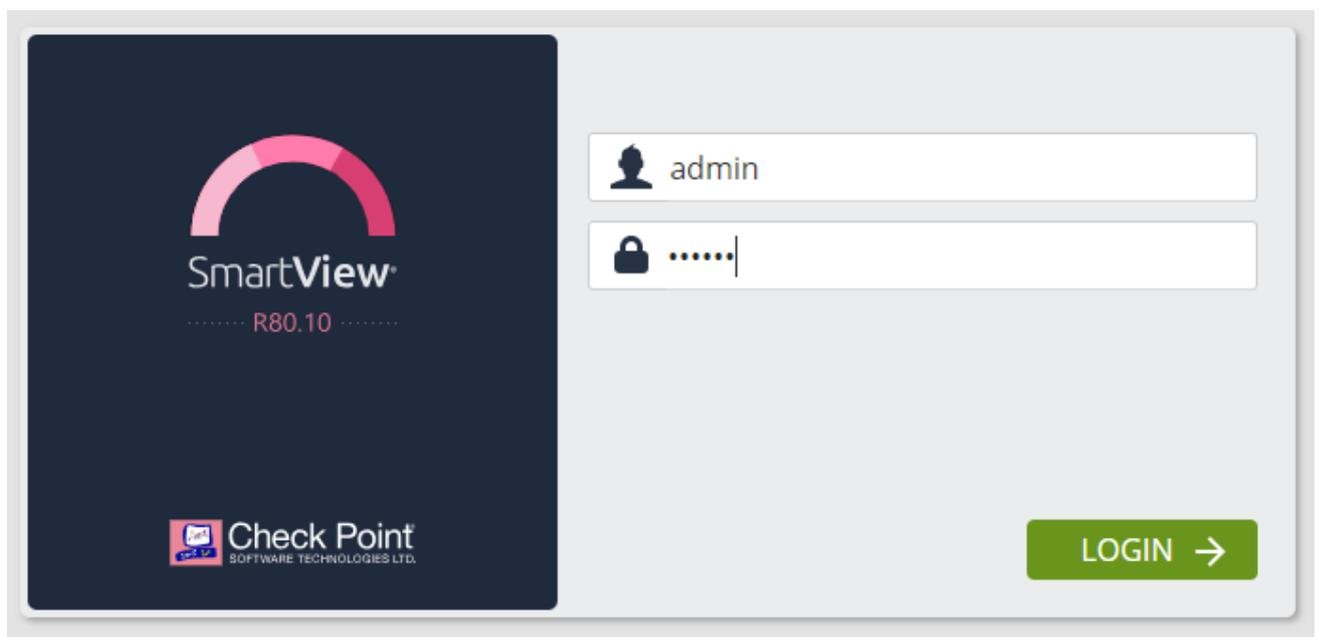 SmartView
R80.10
Check Point
SOFTWARE TECHNOLOGIES LTD.
admin
••••••
LOGIN